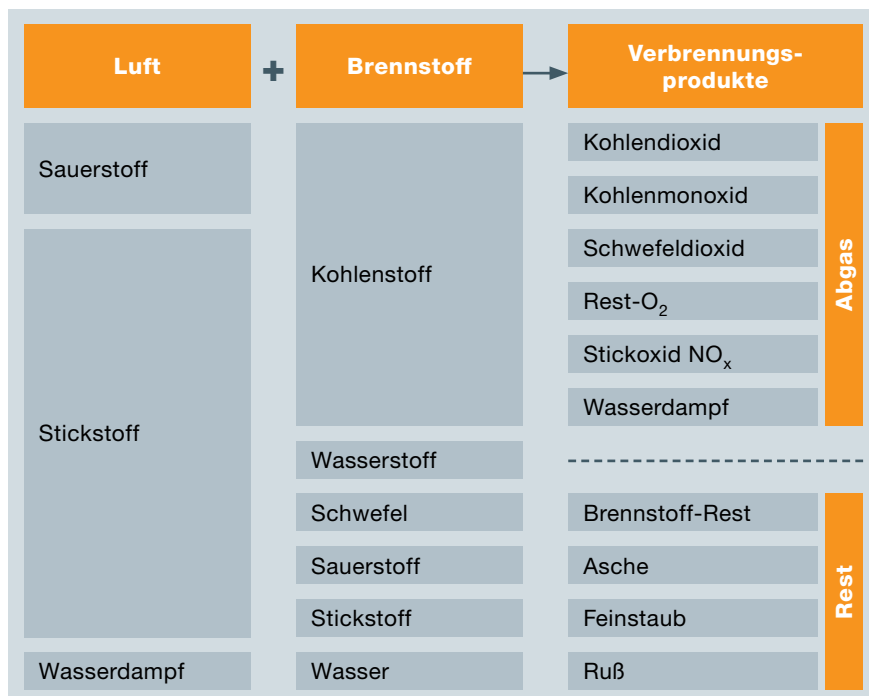 Luft
+
Brennstoff
Verbrennungs-
produkte
Sauerstoff
Stickstoff
Wasserdampf
Kohlenstoff
Wasserstoff
Schwefel
Sauerstoff
Stickstoff
Wasser
Kohlendioxid
Kohlenmonoxid
Schwefeldioxid
Rest-O₂
Stickoxid NOₓ
Wasserdampf
Abgas
Brennstoff-Rest
Asche
Feinstaub
Ruß
Rest